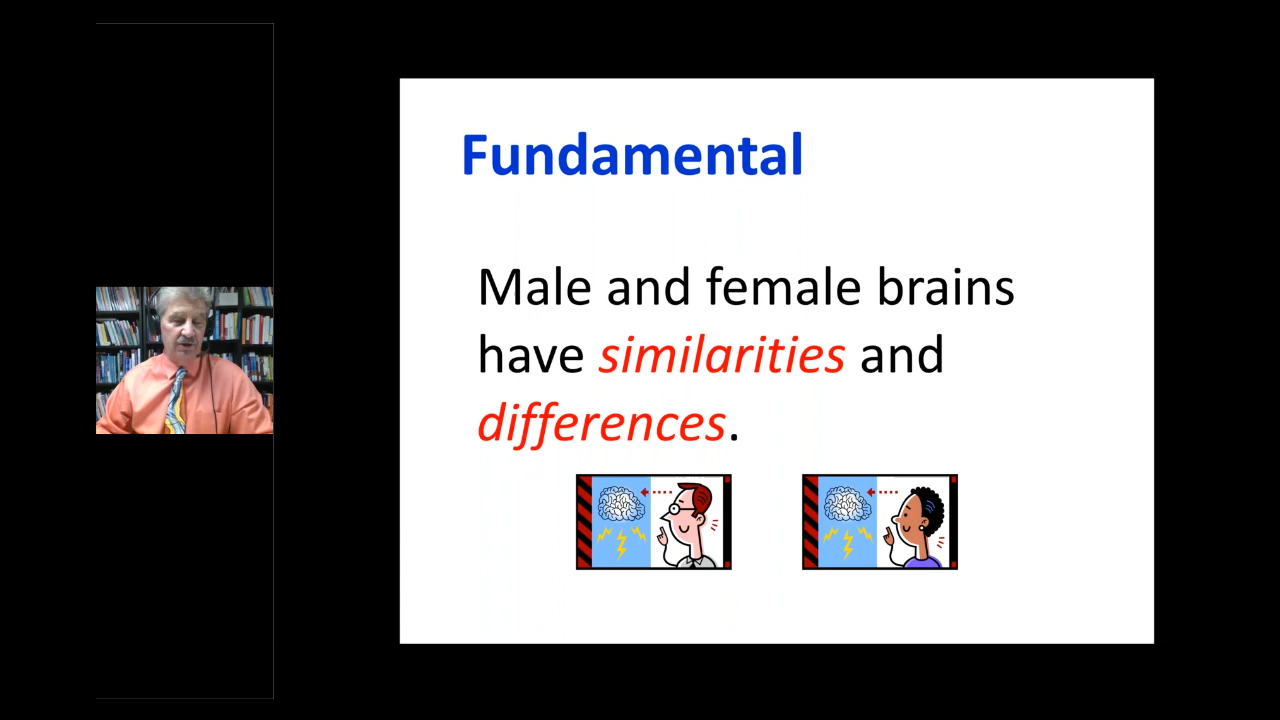 Fundamental
Male and female brains
have similarities and
differences.